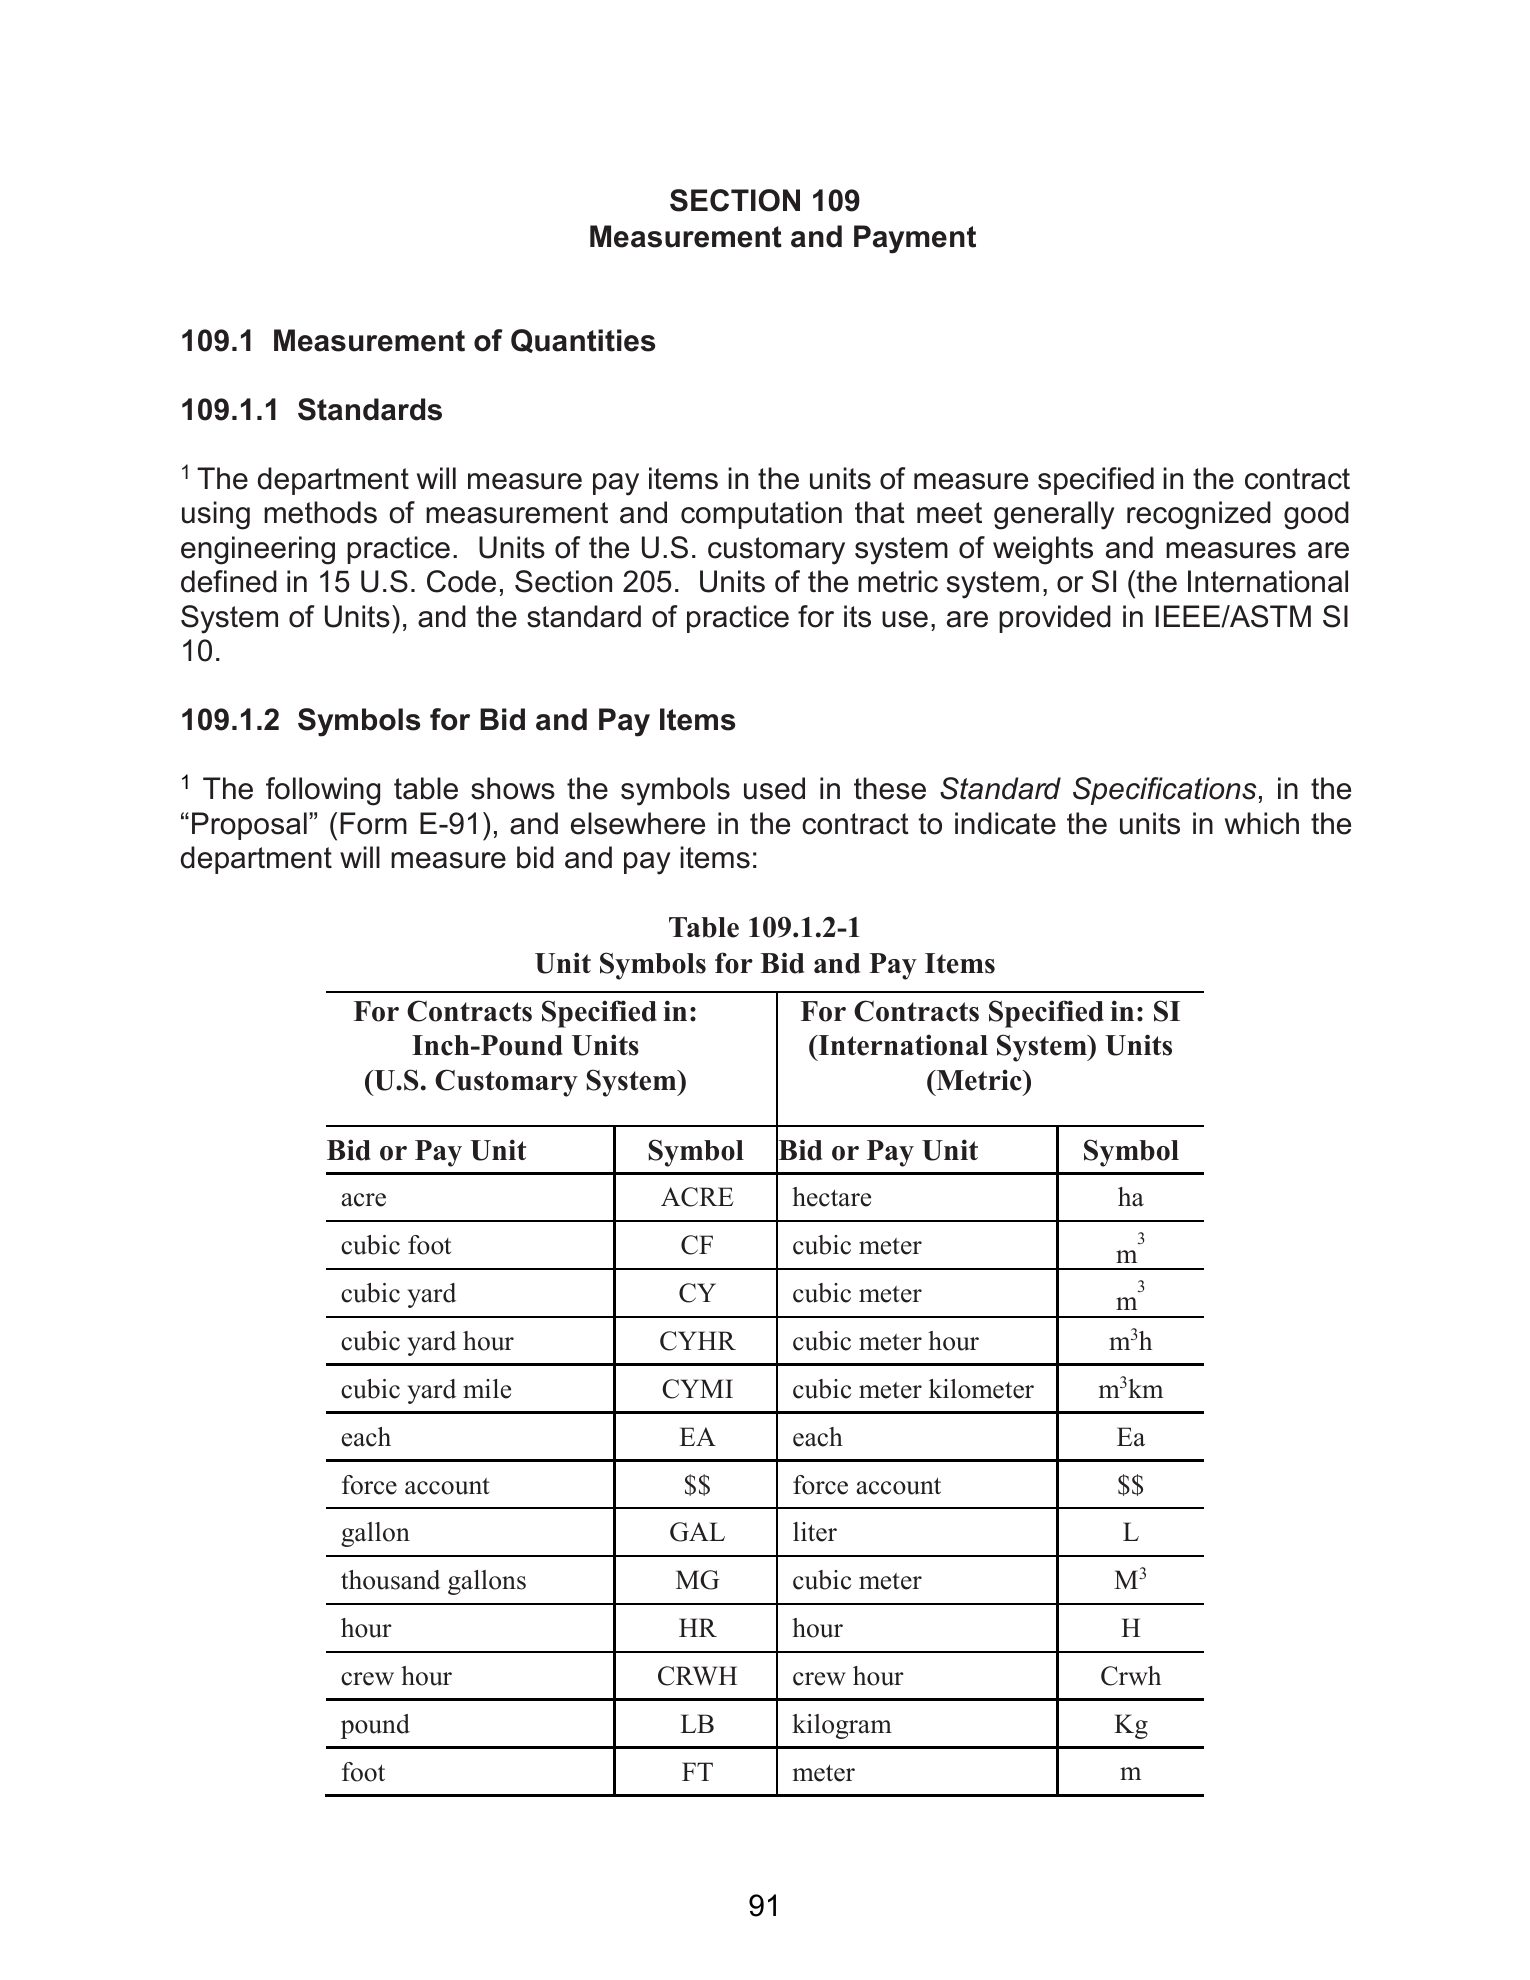 SECTION 109
Measurement and Payment
109.1  Measurement of Quantities
109.1.1  Standards
¹ The department will measure pay items in the units of measure specified in the contract
using methods of measurement and computation that meet generally recognized good
engineering practice.  Units of the U.S. customary system of weights and measures are
defined in 15 U.S. Code, Section 205.  Units of the metric system, or SI (the International
System of Units), and the standard of practice for its use, are provided in IEEE/ASTM SI
10.
109.1.2  Symbols for Bid and Pay Items
¹ The following table shows the symbols used in these Standard Specifications, in the
“Proposal” (Form E-91), and elsewhere in the contract to indicate the units in which the
department will measure bid and pay items:
Table 109.1.2-1
Unit Symbols for Bid and Pay Items
For Contracts Specified in:
Inch-Pound Units
(U.S. Customary System)
For Contracts Specified in: SI
(International System) Units
(Metric)
Bid or Pay Unit Symbol Bid or Pay Unit Symbol
acre ACRE hectare ha
cubic foot CF cubic meter m³
cubic yard CY cubic meter m³
cubic yard hour CYHR cubic meter hour m³h
cubic yard mile CYMI cubic meter kilometer m³km
each EA each Ea
force account $$ force account $$
gallon GAL liter L
thousand gallons MG cubic meter M³
hour HR hour H
crew hour CRWH crew hour Crwh
pound LB kilogram Kg
foot FT meter m
91